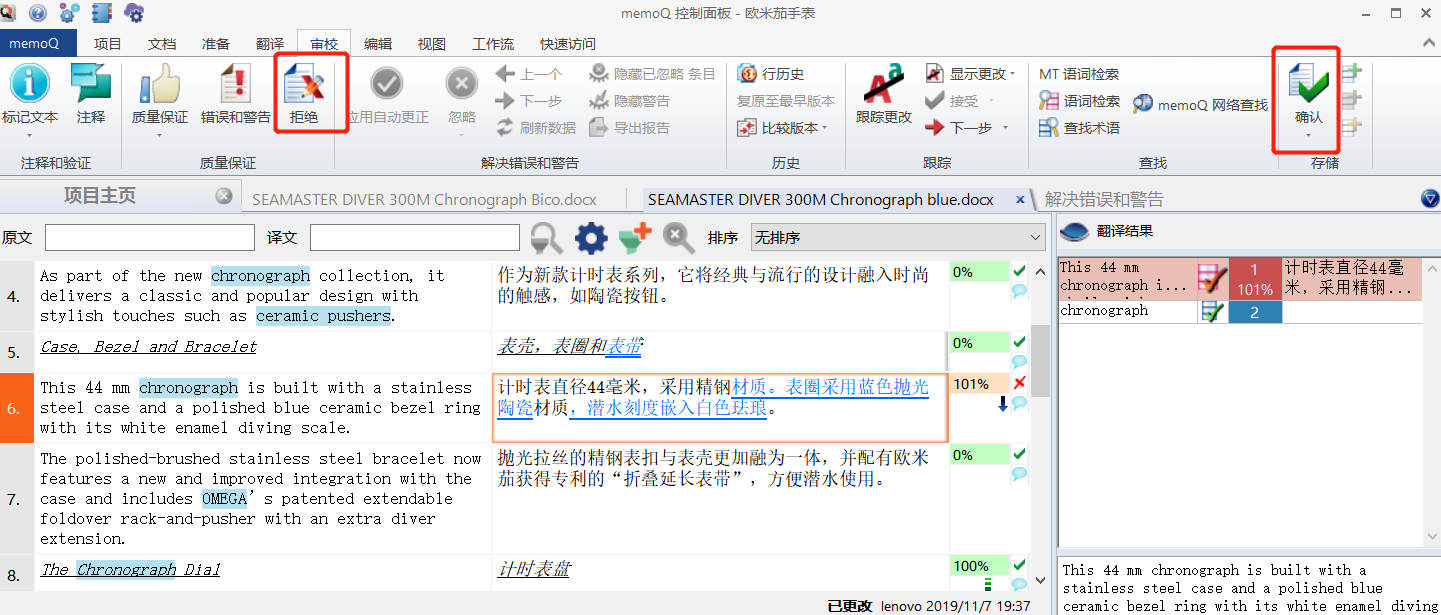 memoQ 控制面板 - 欧米茄手表
memoQ 项目 文档 准备 翻译 审校 编辑 视图 工作流 快速访问
标记文本 注释 质量保证 错误和警告 拒绝 应用自动更正 忽略
上一个 下一步 刷新数据
隐藏已忽略 条目 隐藏警告 导出报告
行历史 复原至最早版本 比较版本
跟踪更改
显示更改 接受 下一步
MT 语词检索 语词检索 查找术语
memoQ 网络查找
确认
注释和验证 质量保证 解决错误和警告 历史 跟踪 查找 存储
项目主页 SEAMASTER DIVER 300M Chronograph Bico.docx SEAMASTER DIVER 300M Chronograph blue.docx 解决错误和警告
原文 译文 排序 无排序
翻译结果
4.
As part of the new chronograph collection, it
delivers a classic and popular design with
stylish touches such as ceramic pushers.
作为新款计时表系列，它将经典与流行的设计融入时尚
的触感，如陶瓷按钮。
0%
5.
Case, Bezel and Bracelet
表壳，表圈和表带
0%
6.
This 44 mm chronograph is built with a stainless
steel case and a polished blue ceramic bezel ring
with its white enamel diving scale.
计时表直径44毫米，采用精钢材质。表圈采用蓝色抛光
陶瓷材质，潜水刻度嵌入白色珐琅。
101%
7.
The polished-brushed stainless steel bracelet now
features a new and improved integration with the
case and includes OMEGA's patented extendable
foldover rack-and-pusher with an extra diver
extension.
抛光拉丝的精钢表扣与表壳更加融为一体，并配有欧米
茄获得专利的“折叠延长表带”，方便潜水使用。
0%
8.
The Chronograph Dial
计时表盘
100%
This 44 mm
chronograph i...
1
101%
计时表直径44毫
米，采用精钢...
chronograph
2
This 44 mm chronograph is built with a
stainless steel case and a polished blue
ceramic bezel ring with its white enamel diving
已更改 lenovo 2019/11/7 19:37